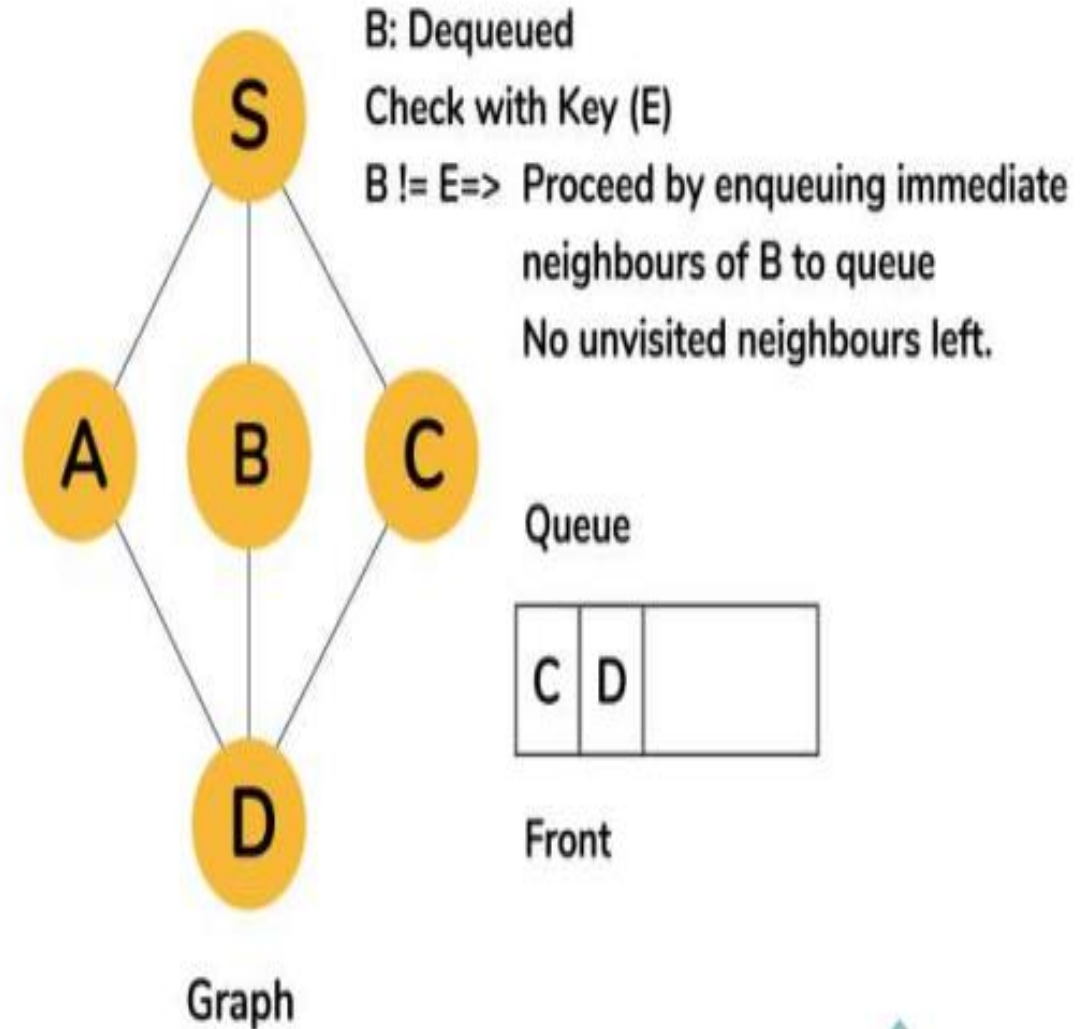 B: Dequeued
Check with Key (E)
B != E=> Proceed by enqueuing immediate
neighbours of B to queue
No unvisited neighbours left.
S
A
B
C
D
Graph
Queue
C D
Front